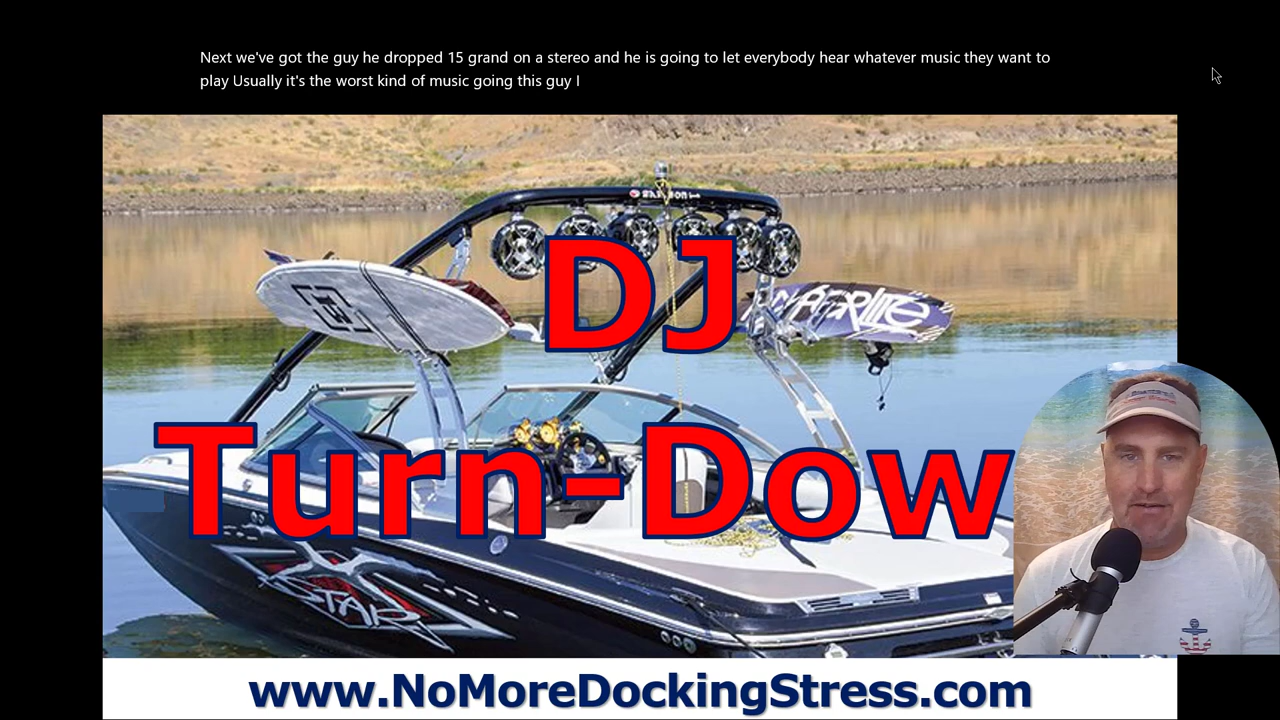 Next we've got the guy he dropped 15 grand on a stereo and he is going to let everybody hear whatever music they want to
play Usually it's the worst kind of music going this guy I
DJ
Turn-Dow
XSTAR
www.NoMoreDockingStress.com